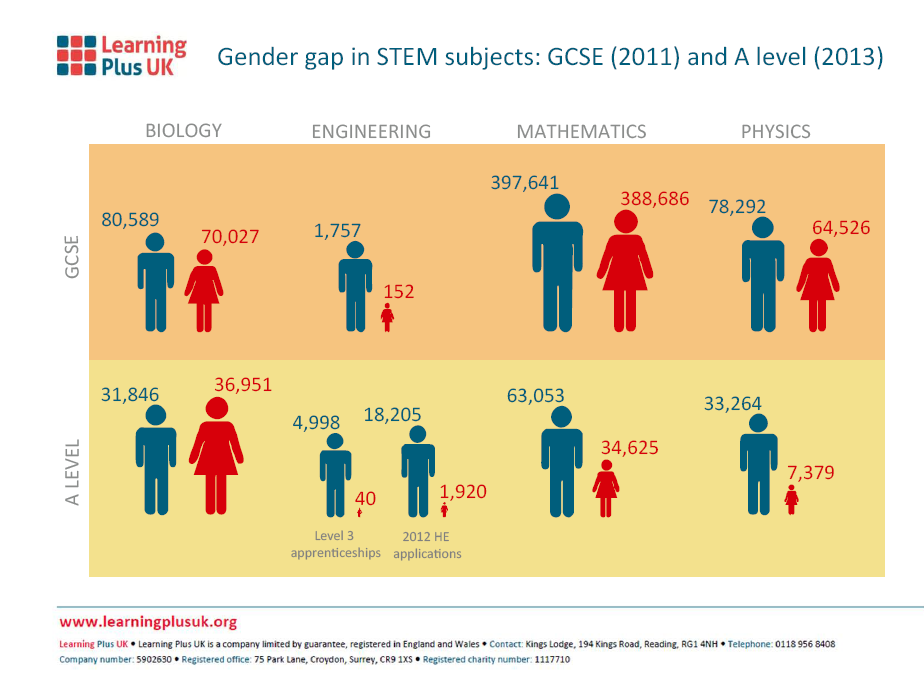 Learning
Plus UK
Gender gap in STEM subjects: GCSE (2011) and A level (2013)
BIOLOGY ENGINEERING MATHEMATICS PHYSICS
GCSE
80,589 70,027 1,757 152 397,641 388,686 78,292 64,526
A LEVEL
31,846 36,951 4,998 40 18,205 1,920 63,053 34,625 33,264 7,379
Level 3 2012 HE
apprenticeships applications
www.learningplusuk.org
Learning Plus UK • Learning Plus UK is a company limited by guarantee, registered in England and Wales • Contact: Kings Lodge, 194 Kings Road, Reading, RG1 4NH • Telephone: 0118 956 8408
Company number: 5902630 • Registered office: 75 Park Lane, Croydon, Surrey, CR9 1XS • Registered charity number: 1117710